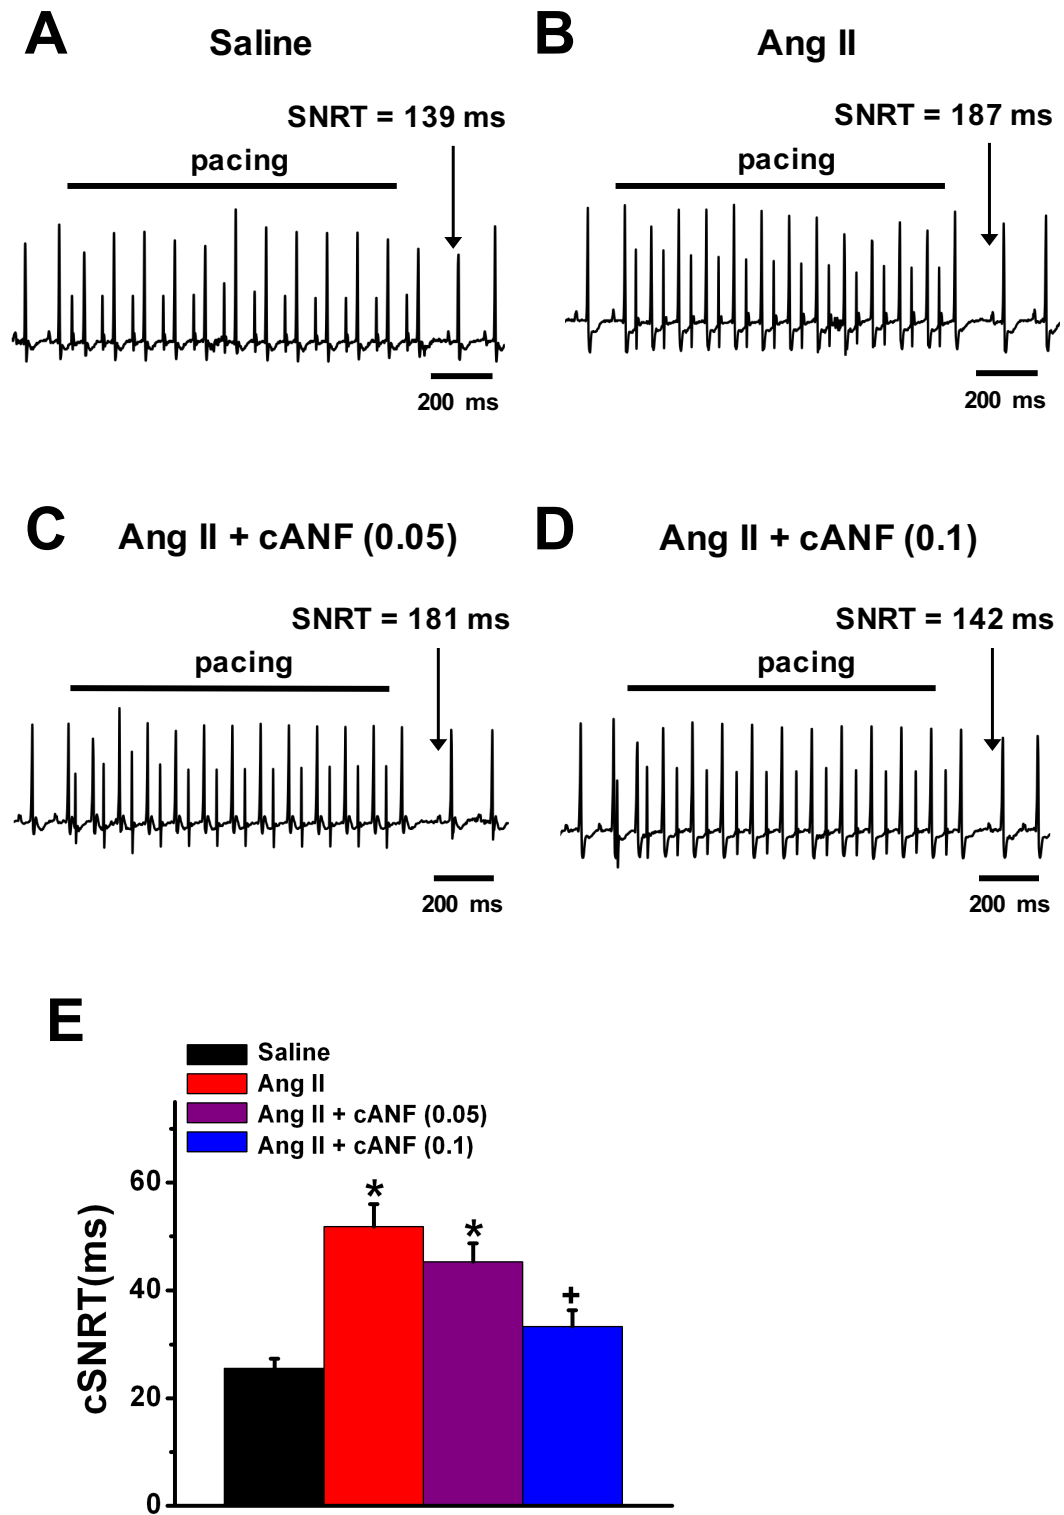 A
Saline
SNRT = 139 ms
pacing
200 ms
B
Ang II
SNRT = 187 ms
pacing
200 ms
C
Ang II + cANF (0.05)
SNRT = 181 ms
pacing
200 ms
D
Ang II + cANF (0.1)
SNRT = 142 ms
pacing
200 ms
E
Saline
Ang II
Ang II + cANF (0.05)
Ang II + cANF (0.1)
cSNRT(ms)
60
40
20
0
*
*
+